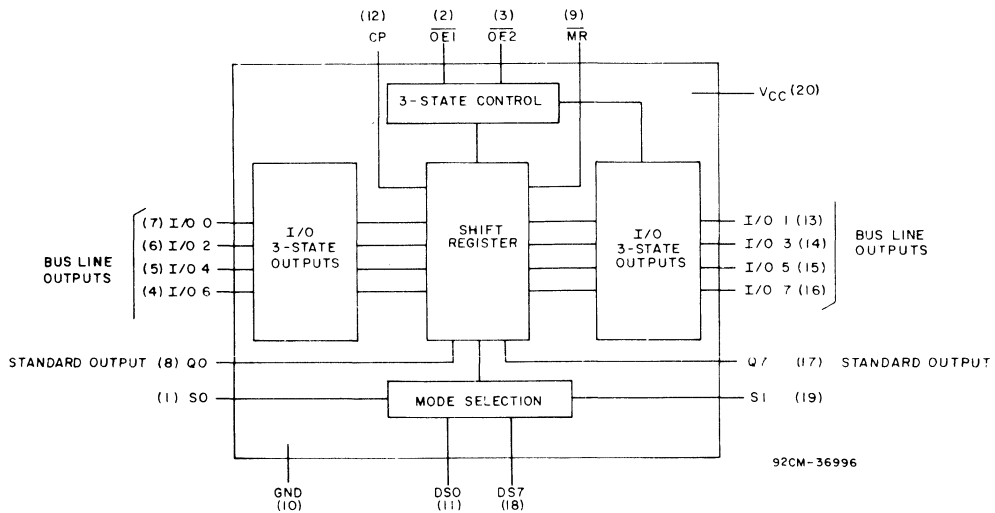 (12) (2) (3) (9)
CP OE1 OE2 MR
3-STATE CONTROL
VCC (20)
(7) I/O 0
(6) I/O 2
(5) I/O 4
(4) I/O 6
BUS LINE
OUTPUTS
I/O
3-STATE
OUTPUTS
SHIFT
REGISTER
I/O
3-STATE
OUTPUTS
I/O 1 (13)
I/O 3 (14)
I/O 5 (15)
I/O 7 (16)
BUS LINE
OUTPUTS
STANDARD OUTPUT (8) Q0
Q7 (17) STANDARD OUTPUT
(1) S0
MODE SELECTION
S1 (19)
92CM-36996
GND DS0 DS7
(10) (11) (18)